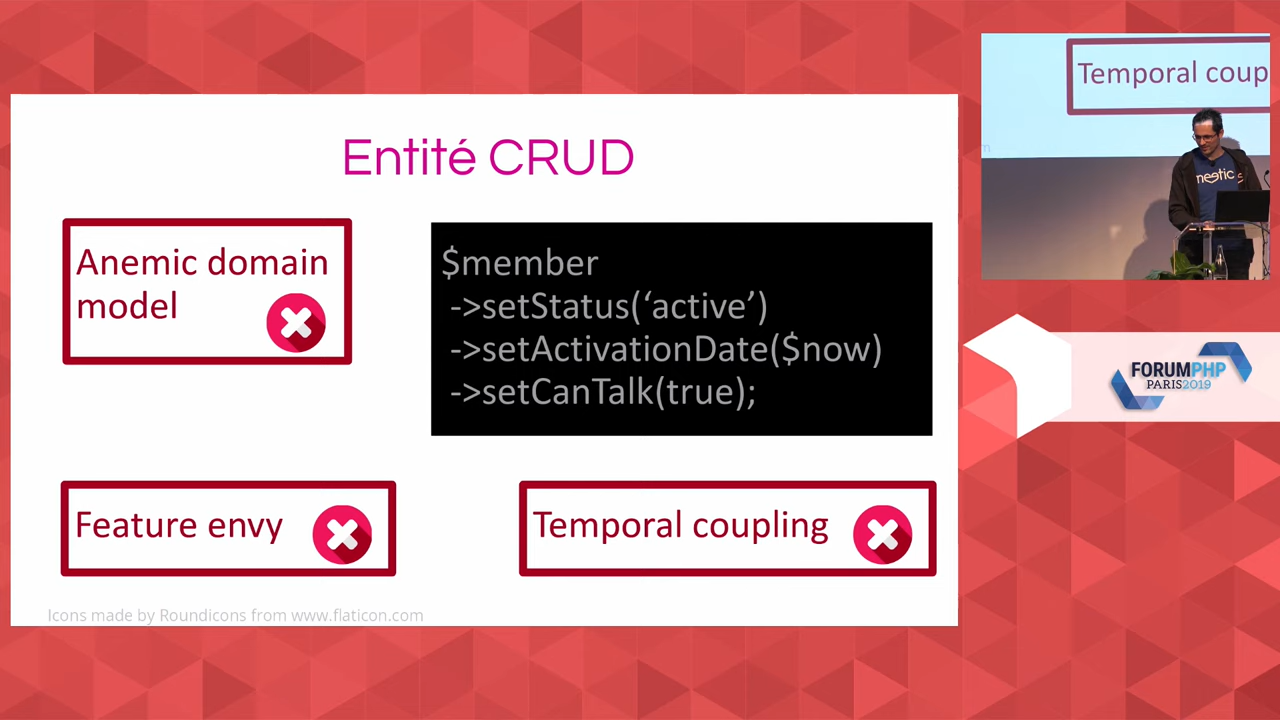 Entité CRUD
Anemic domain
model
$member
->setStatus(‘active’)
->setActivationDate($now)
->setCanTalk(true);
Feature envy
Temporal coupling
Icons made by Roundicons from www.flaticon.com
Temporal coup
meetic
FORUMPHP
PARIS2019